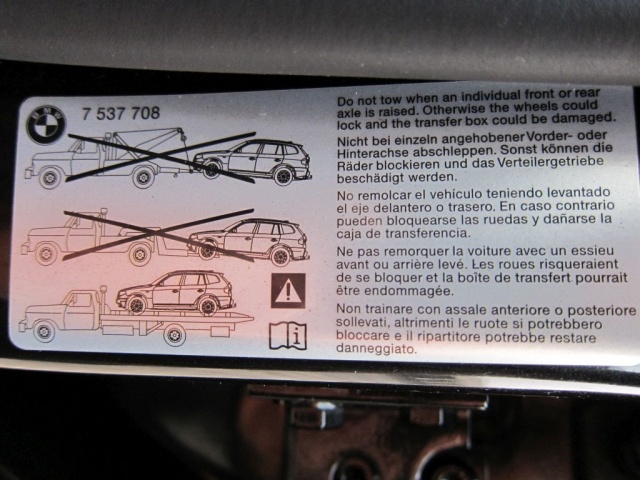 BMW
7 537 708
Do not tow when an individual front or rear
axle is raised. Otherwise the wheels could
lock and the transfer box could be damaged.
Nicht bei einzeln angehobener Vorder- oder
Hinterachse abschleppen. Sonst können die
Räder blockieren und das Verteilergetriebe
beschädigt werden.
No remolcar el vehículo teniendo levantado
el eje delantero o trasero. En caso contrario
pueden bloquearse las ruedas y dañarse la
caja de transferencia.
Ne pas remorquer la voiture avec un essieu
avant ou arrière levé. Les roues risqueraient
de se bloquer et la boîte de transfert pourrait
être endommagée.
Non trainare con assale anteriore o posteriore
sollevati, altrimenti le ruote si potrebbero
bloccare e il ripartitore potrebbe restare
danneggiato.